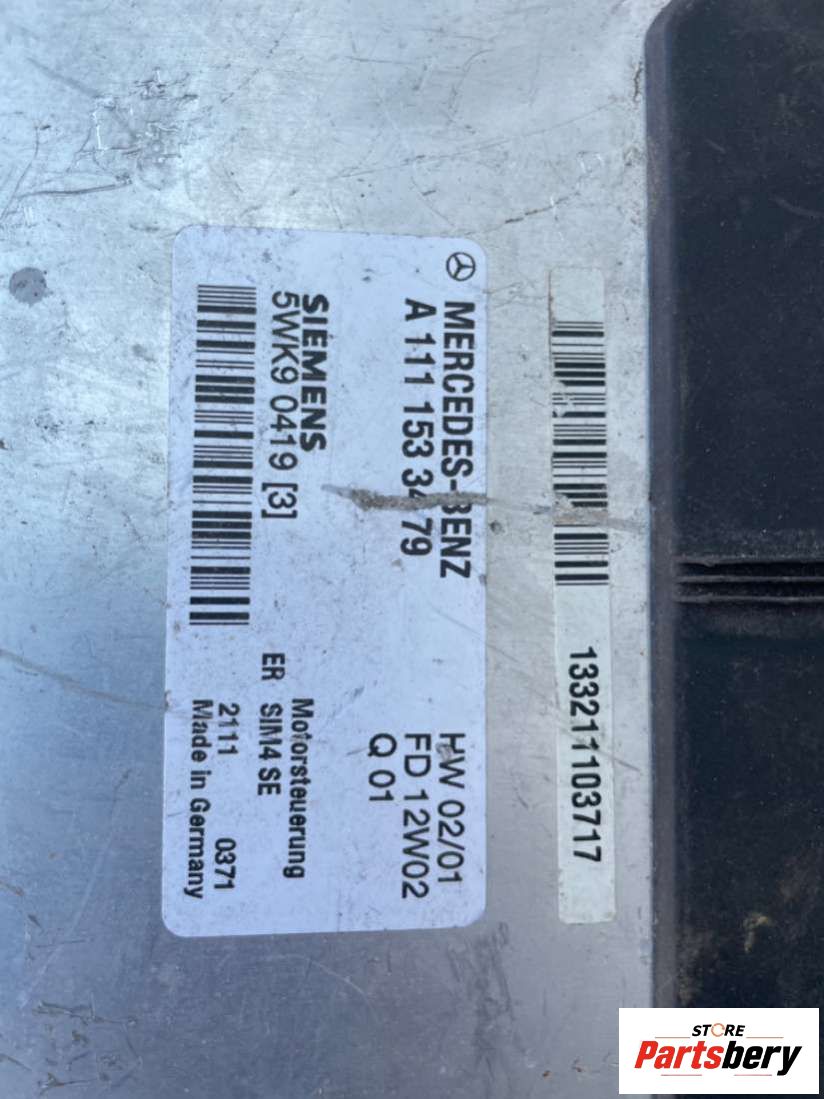 133211103717
MERCEDES-BENZ
A 111 153 34 79
HW 02/01
FD 12W02
Q 01
SIEMENS
5WK9 0419 [3]
Motorsteuerung
ER SIM4 SE
2111 0371
Made in Germany
STORE
Partsbery